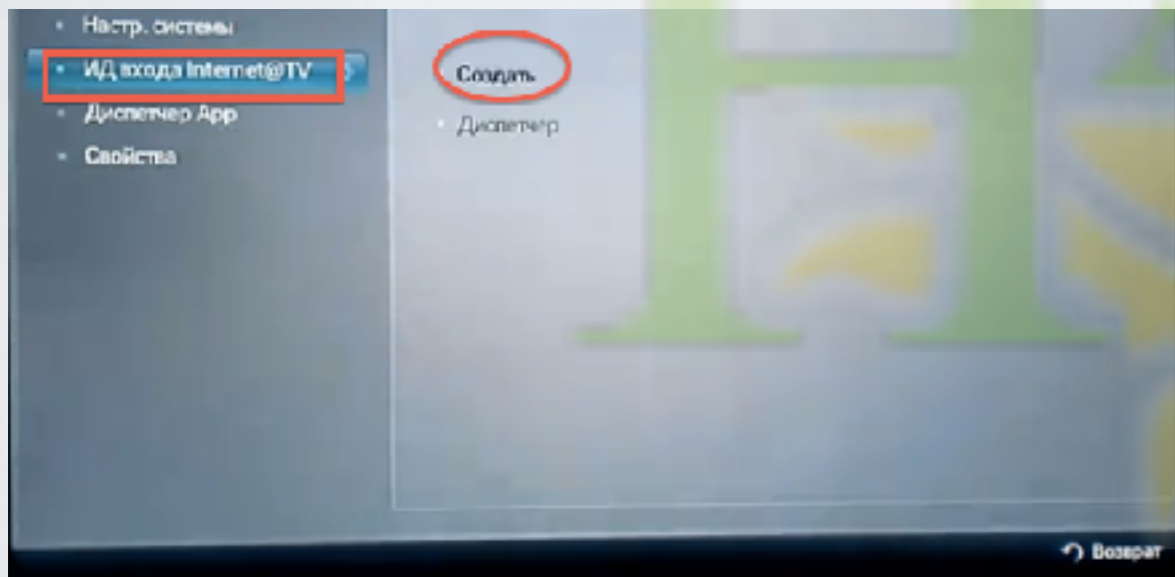 Настр. системы
ИД входа Internet@TV
Диспетчер App
Свойства
Создать
Диспетчер
Возврат